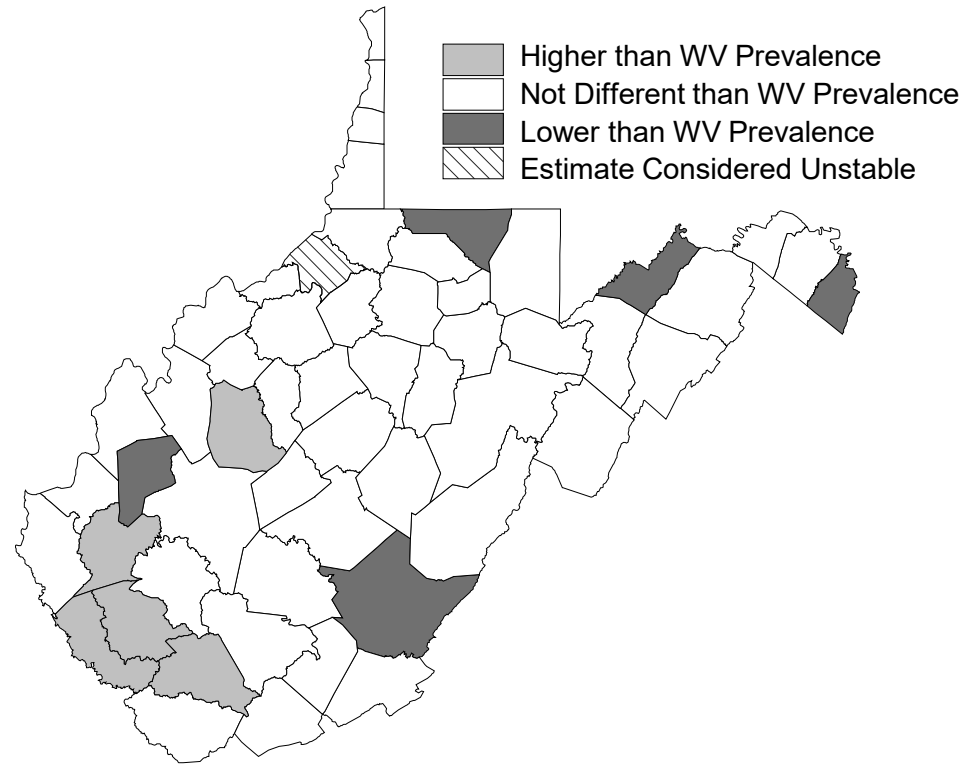 Higher than WV Prevalence
Not Different than WV Prevalence
Lower than WV Prevalence
Estimate Considered Unstable